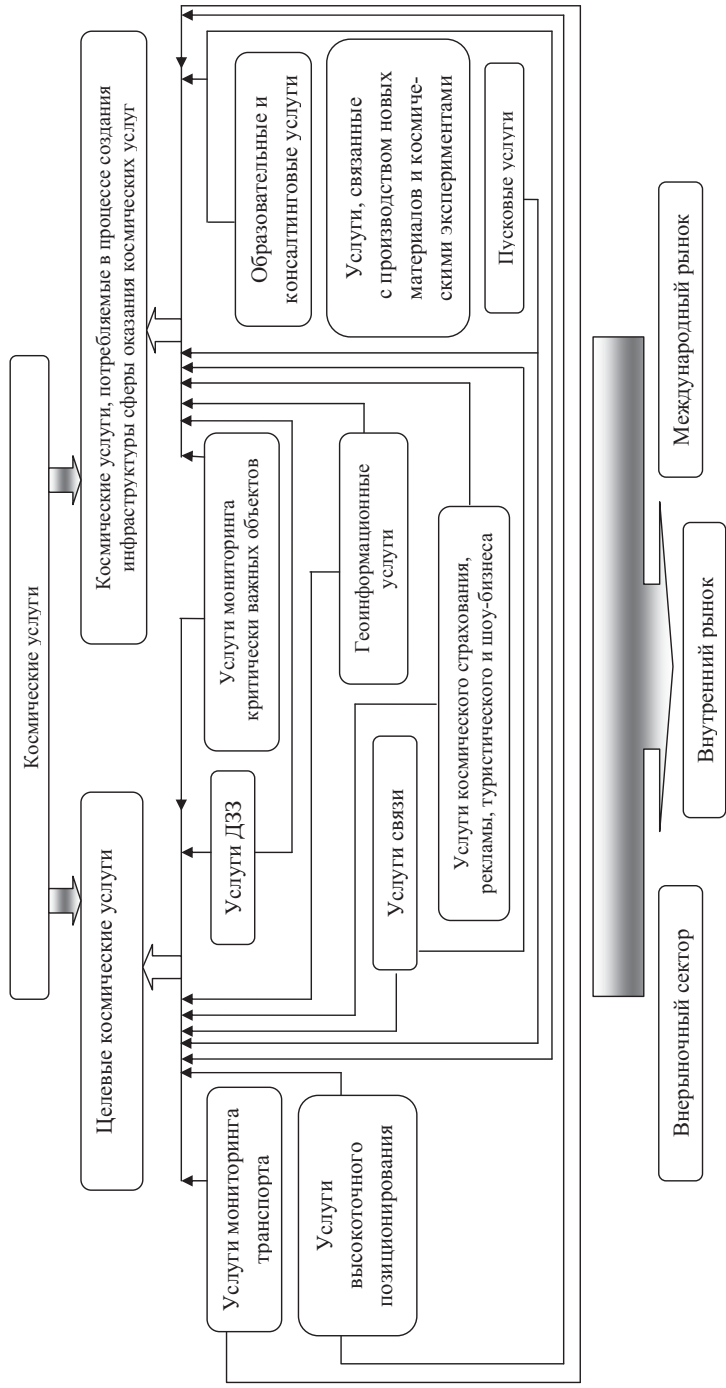 Космические услуги
Целевые космические услуги
Космические услуги, потребляемые в процессе создания
инфраструктуры сферы оказания космических услуг
Услуги мониторинга
транспорта
Услуги
высокоточного
позиционирования
Услуги ДЗЗ
Услуги мониторинга
критически важных объектов
Геоинформационные
услуги
Услуги связи
Услуги космического страхования,
рекламы, туристического и шоу-бизнеса
Образовательные и
консалтинговые услуги
Услуги, связанные
с производством новых
материалов и космиче-
скими экспериментами
Пусковые услуги
Внерыночный сектор
Внутренний рынок
Международный рынок